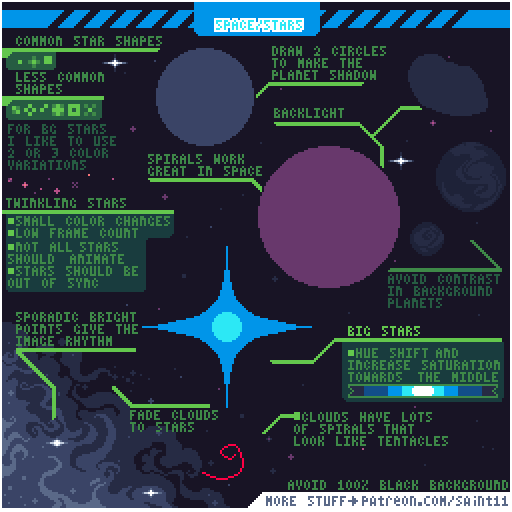 SPACE/STARS
COMMON STAR SHAPES
LESS COMMON
SHAPES
FOR BG STARS
I LIKE TO USE
2 OR 3 COLOR
VARIATIONS
TWINKLING STARS
SMALL COLOR CHANGES
LOW FRAME COUNT
NOT ALL STARS
SHOULD ANIMATE
STARS SHOULD BE
OUT OF SYNC
SPORADIC BRIGHT
POINTS GIVE THE
IMAGE RHYTHM
FADE CLOUDS
TO STARS
DRAW 2 CIRCLES
TO MAKE THE
PLANET SHADOW
BACKLIGHT
SPIRALS WORK
GREAT IN SPACE
AVOID CONTRAST
IN BACKGROUND
PLANETS
BIG STARS
HUE SHIFT AND
INCREASE SATURATION
TOWARDS THE MIDDLE
CLOUDS HAVE LOTS
OF SPIRALS THAT
LOOK LIKE TENTACLES
AVOID 100% BLACK BACKGROUND
MORE STUFF→PATREON.COM/SAINT11